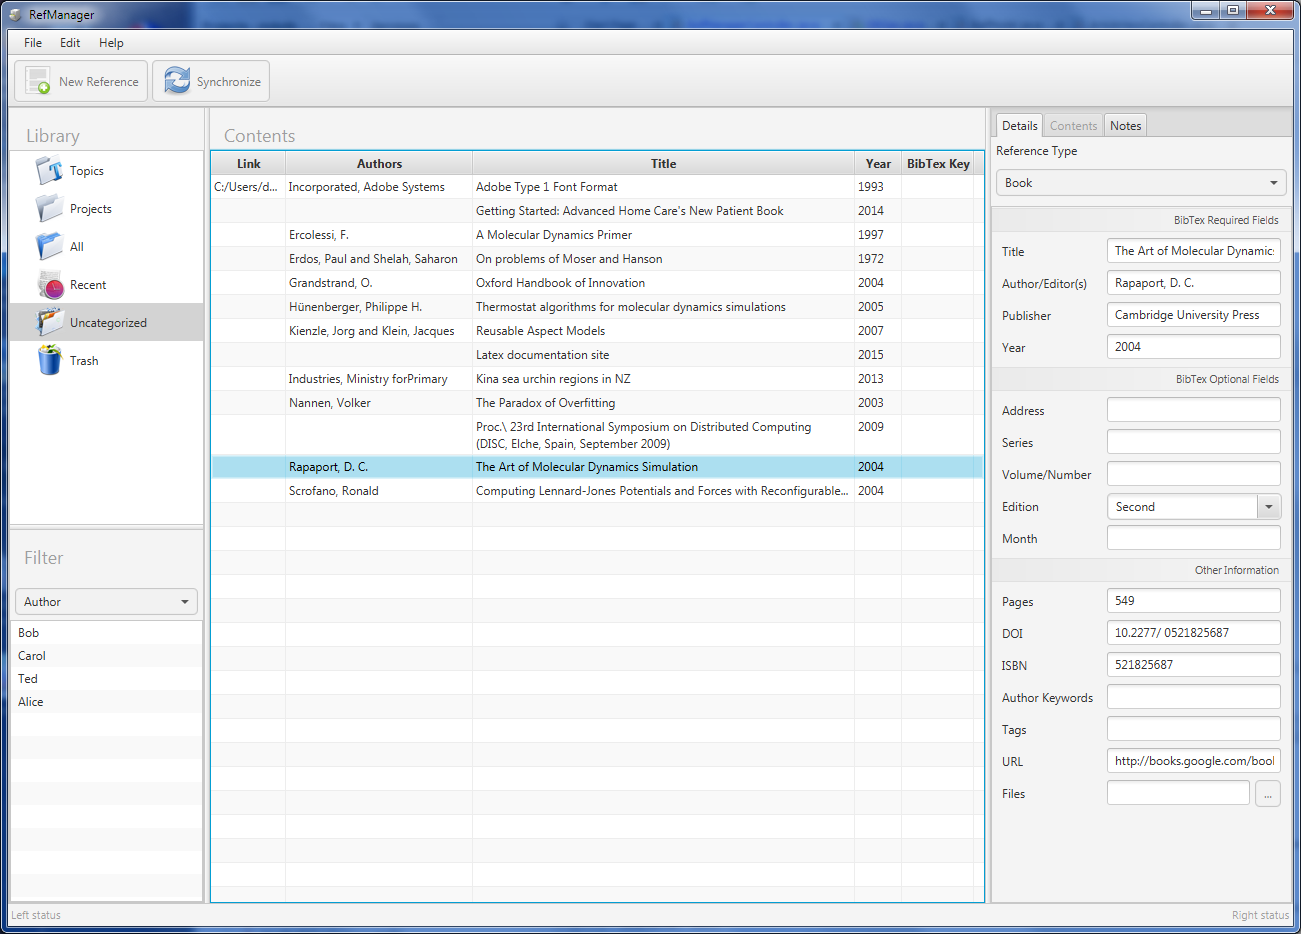 RefManager
File Edit Help
New Reference Synchronize
Library
Topics
Projects
All
Recent
Uncategorized
Trash
Filter
Author
Bob
Carol
Ted
Alice
Contents
Link Authors Title Year BibTex Key
C:/Users/d... Incorporated, Adobe Systems Adobe Type 1 Font Format 1993
Getting Started: Advanced Home Care's New Patient Book 2014
Ercolessi, F. A Molecular Dynamics Primer 1997
Erdos, Paul and Shelah, Saharon On problems of Moser and Hanson 1972
Grandstrand, O. Oxford Handbook of Innovation 2004
Hünenberger, Philippe H. Thermostat algorithms for molecular dynamics simulations 2005
Kienzle, Jorg and Klein, Jacques Reusable Aspect Models 2007
Latex documentation site 2015
Industries, Ministry forPrimary Kina sea urchin regions in NZ 2013
Nannen, Volker The Paradox of Overfitting 2003
Proc.\ 23rd International Symposium on Distributed Computing 2009
(DISC, Elche, Spain, September 2009)
Rapaport, D. C. The Art of Molecular Dynamics Simulation 2004
Scrofano, Ronald Computing Lennard-Jones Potentials and Forces with Reconfigurable... 2004
Details Contents Notes
Reference Type
Book
BibTex Required Fields
Title The Art of Molecular Dynamics
Author/Editor(s) Rapaport, D. C.
Publisher Cambridge University Press
Year 2004
BibTex Optional Fields
Address
Series
Volume/Number
Edition Second
Month
Other Information
Pages 549
DOI 10.2277/ 0521825687
ISBN 521825687
Author Keywords
Tags
URL http://books.google.com/bool
Files ...
Left status Right status